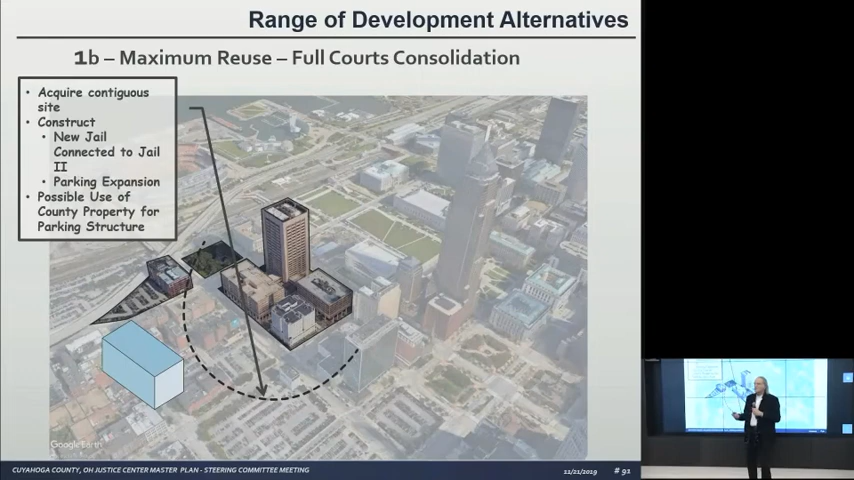 Range of Development Alternatives
1b – Maximum Reuse – Full Courts Consolidation
• Acquire contiguous
site
• Construct
• New Jail
Connected to Jail
II
• Parking Expansion
• Possible Use of
County Property for
Parking Structure
Google Earth
CUYAHOGA COUNTY, OH JUSTICE CENTER MASTER PLAN - STEERING COMMITTEE MEETING
11/21/2019
# 91